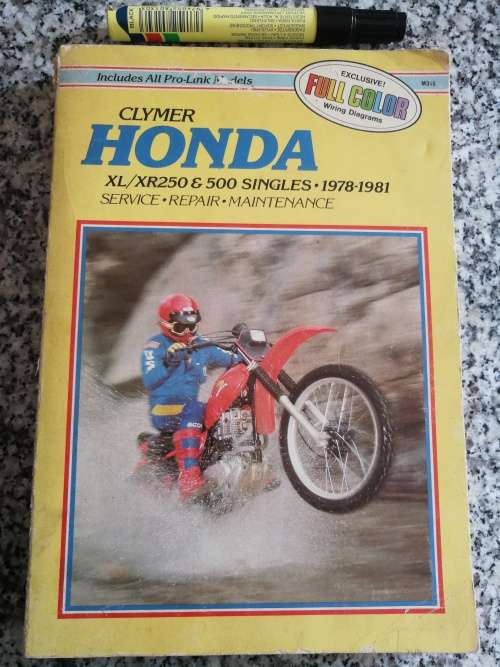 BLACK
Includes All Pro-Link Models
EXCLUSIVE!
FULL COLOR
Wiring Diagrams
CLYMER
HONDA
XL/XR250 & 500 SINGLES • 1978-1981
SERVICE • REPAIR • MAINTENANCE